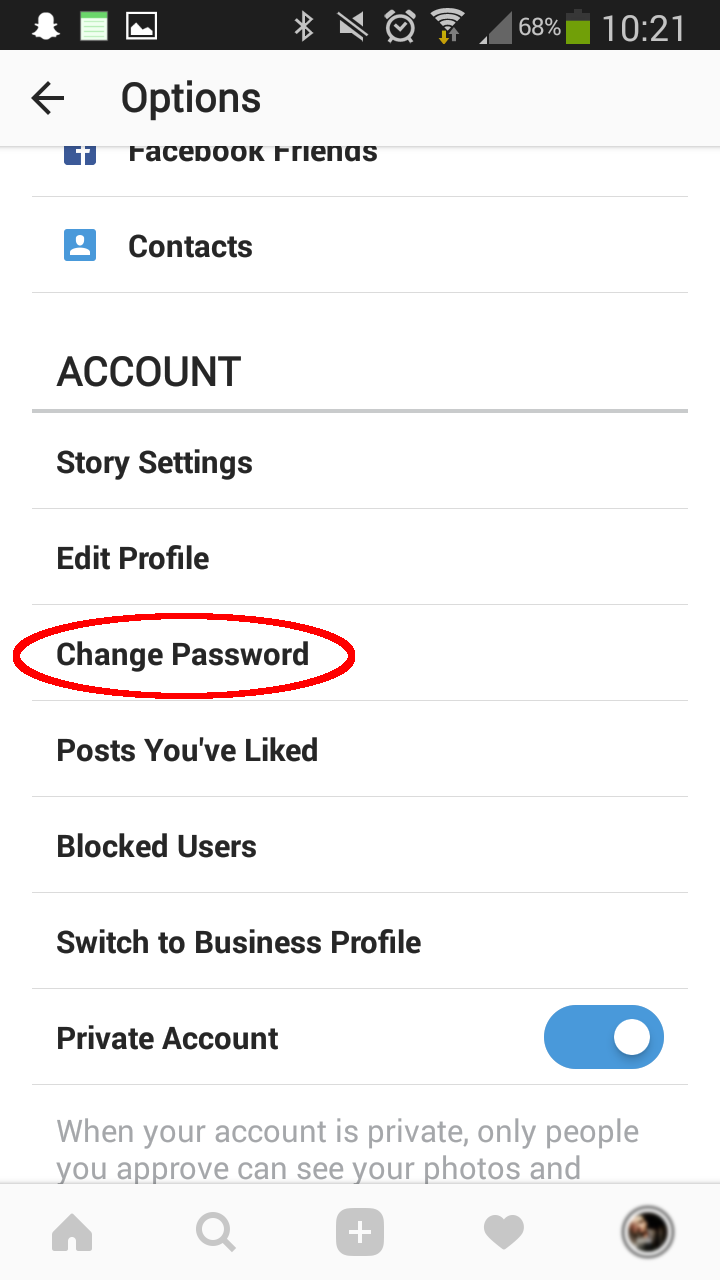 68% 10:21
Options
Facebook Friends
Contacts
ACCOUNT
Story Settings
Edit Profile
Change Password
Posts You've Liked
Blocked Users
Switch to Business Profile
Private Account
When your account is private, only people
you approve can see your photos and